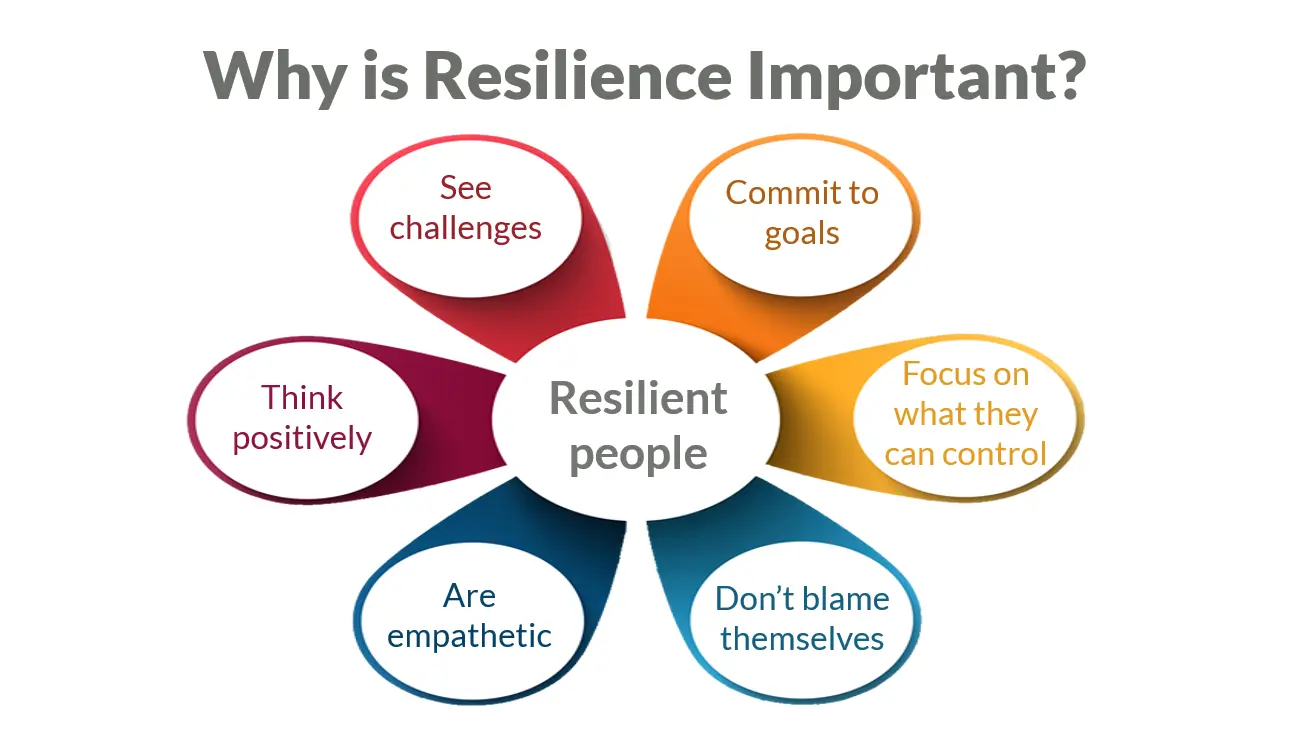 Why is Resilience Important?
See
challenges
Commit to
goals
Think
positively
Resilient
people
Focus on
what they
can control
Are
empathetic
Don't blame
themselves